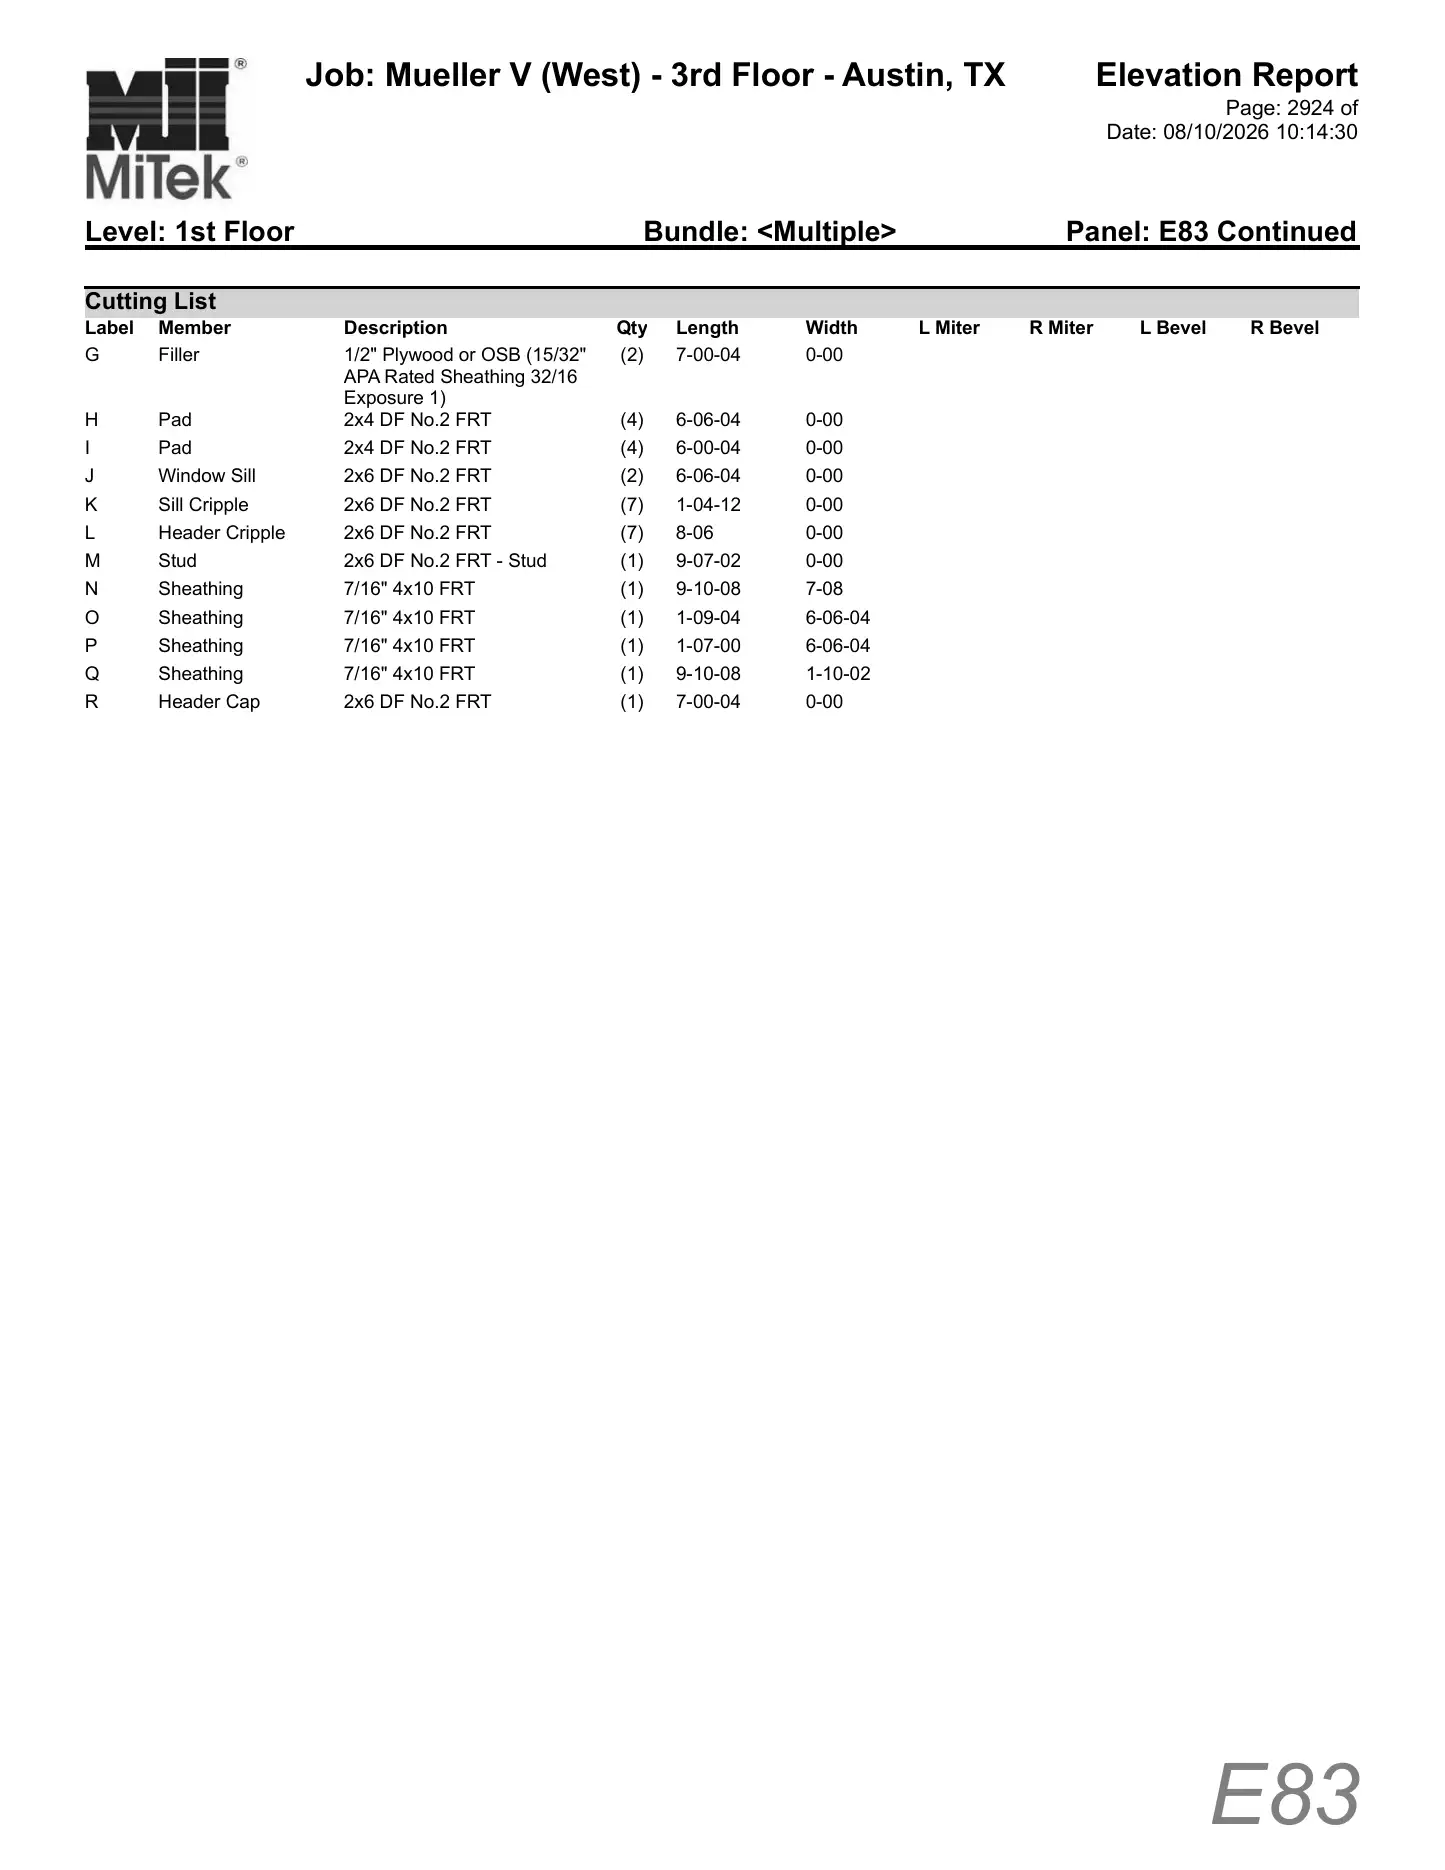 MiTek®
Job: Mueller V (West) - 3rd Floor - Austin, TX
Elevation Report
Page: 2924 of
Date: 08/10/2026 10:14:30
Level: 1st Floor Bundle: <Multiple> Panel: E83 Continued
Cutting List
Label Member Description Qty Length Width L Miter R Miter L Bevel R Bevel
G Filler 1/2" Plywood or OSB (15/32" (2) 7-00-04 0-00
APA Rated Sheathing 32/16
Exposure 1)
H Pad 2x4 DF No.2 FRT (4) 6-06-04 0-00
I Pad 2x4 DF No.2 FRT (4) 6-00-04 0-00
J Window Sill 2x6 DF No.2 FRT (2) 6-06-04 0-00
K Sill Cripple 2x6 DF No.2 FRT (7) 1-04-12 0-00
L Header Cripple 2x6 DF No.2 FRT (7) 8-06 0-00
M Stud 2x6 DF No.2 FRT - Stud (1) 9-07-02 0-00
N Sheathing 7/16" 4x10 FRT (1) 9-10-08 7-08
O Sheathing 7/16" 4x10 FRT (1) 1-09-04 6-06-04
P Sheathing 7/16" 4x10 FRT (1) 1-07-00 6-06-04
Q Sheathing 7/16" 4x10 FRT (1) 9-10-08 1-10-02
R Header Cap 2x6 DF No.2 FRT (1) 7-00-04 0-00
E83